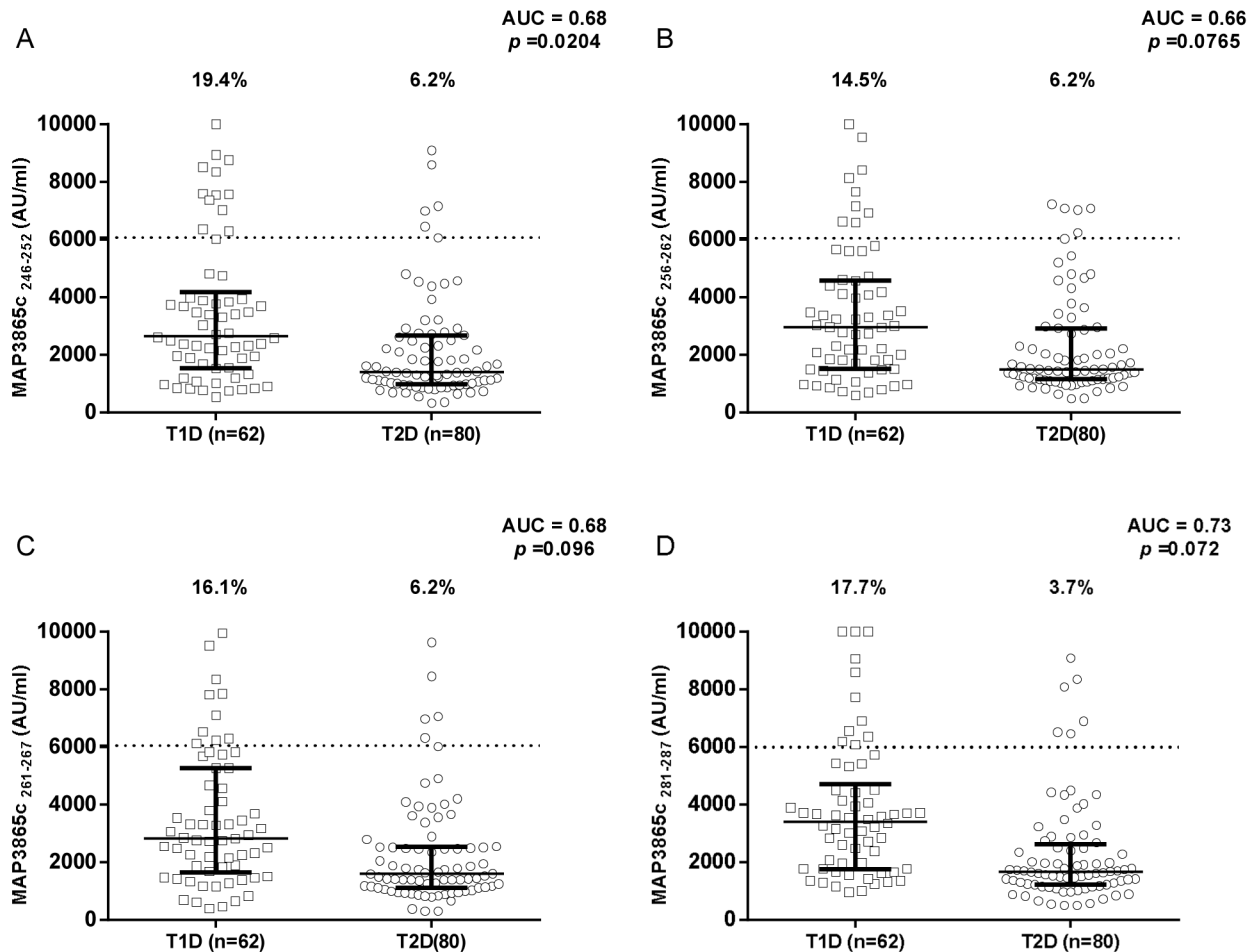 A
AUC = 0.68
p =0.0204
19.4%
6.2%
10000
8000
6000
4000
2000
0
MAP3865c 246-252 (AU/ml)
T1D (n=62)
T2D (n=80)
B
AUC = 0.66
p =0.0765
14.5%
6.2%
10000
8000
6000
4000
2000
0
MAP3865c 256-262 (AU/ml)
T1D (n=62)
T2D(80)
C
AUC = 0.68
p =0.096
16.1%
6.2%
10000
8000
6000
4000
2000
0
MAP3865c 261-267 (AU/ml)
T1D (n=62)
T2D(80)
D
AUC = 0.73
p =0.072
17.7%
3.7%
10000
8000
6000
4000
2000
0
MAP3865c 281-287 (AU/ml)
T1D (n=62)
T2D(80)